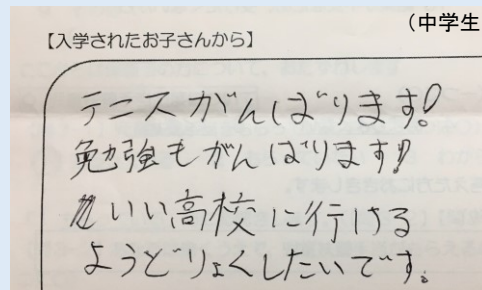 (中学生
【入学されたお子さんから】
テニスがんばります!
勉強もがんばります!!
いい高校に行ける
ようどりょくしたいです。